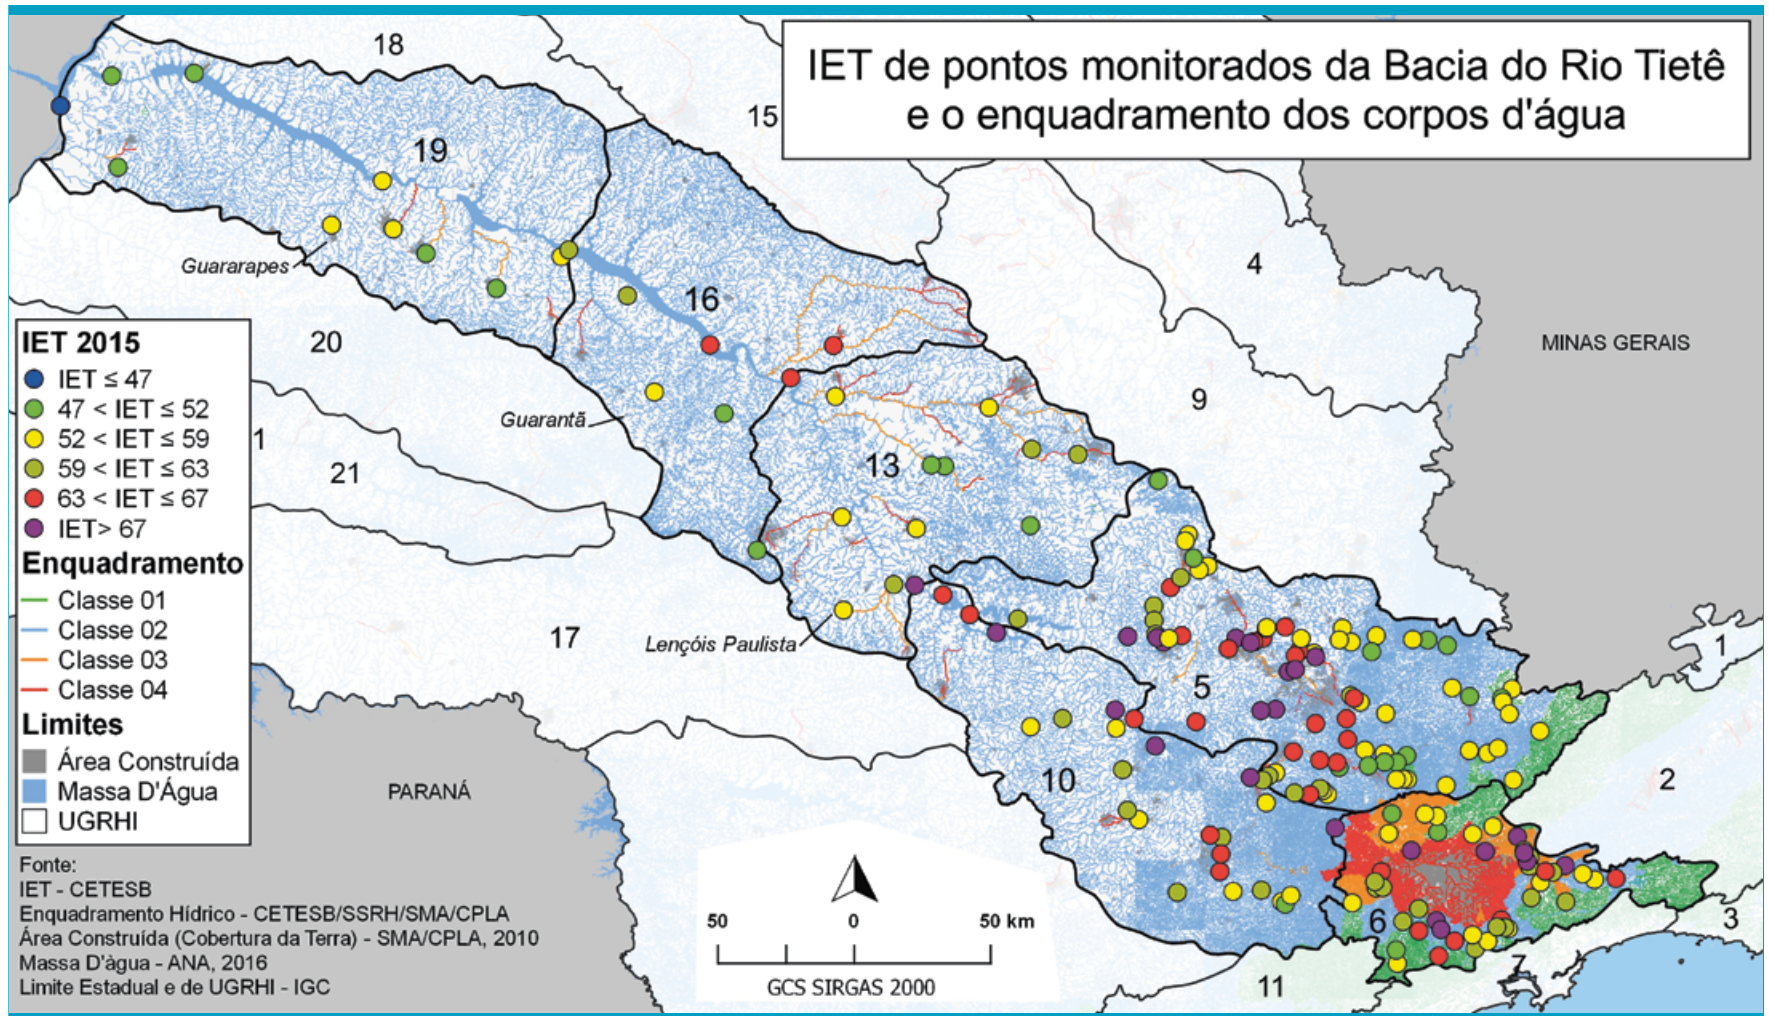 IET de pontos monitorados da Bacia do Rio Tietê
e o enquadramento dos corpos d'água
18
15
19
4
Guararapes
16
20
MINAS GERAIS
9
Guarantã
1
21
13
17
Lençóis Paulista
1
5
PARANÁ
10
2
6
3
7
11
IET 2015
IET ≤ 47
47 < IET ≤ 52
52 < IET ≤ 59
59 < IET ≤ 63
63 < IET ≤ 67
IET> 67
Enquadramento
Classe 01
Classe 02
Classe 03
Classe 04
Limites
Área Construída
Massa D'Água
UGRHI
Fonte:
IET - CETESB
Enquadramento Hídrico - CETESB/SSRH/SMA/CPLA
Área Construída (Cobertura da Terra) - SMA/CPLA, 2010
Massa D'àgua - ANA, 2016
Limite Estadual e de UGRHI - IGC
50 0 50 km
GCS SIRGAS 2000